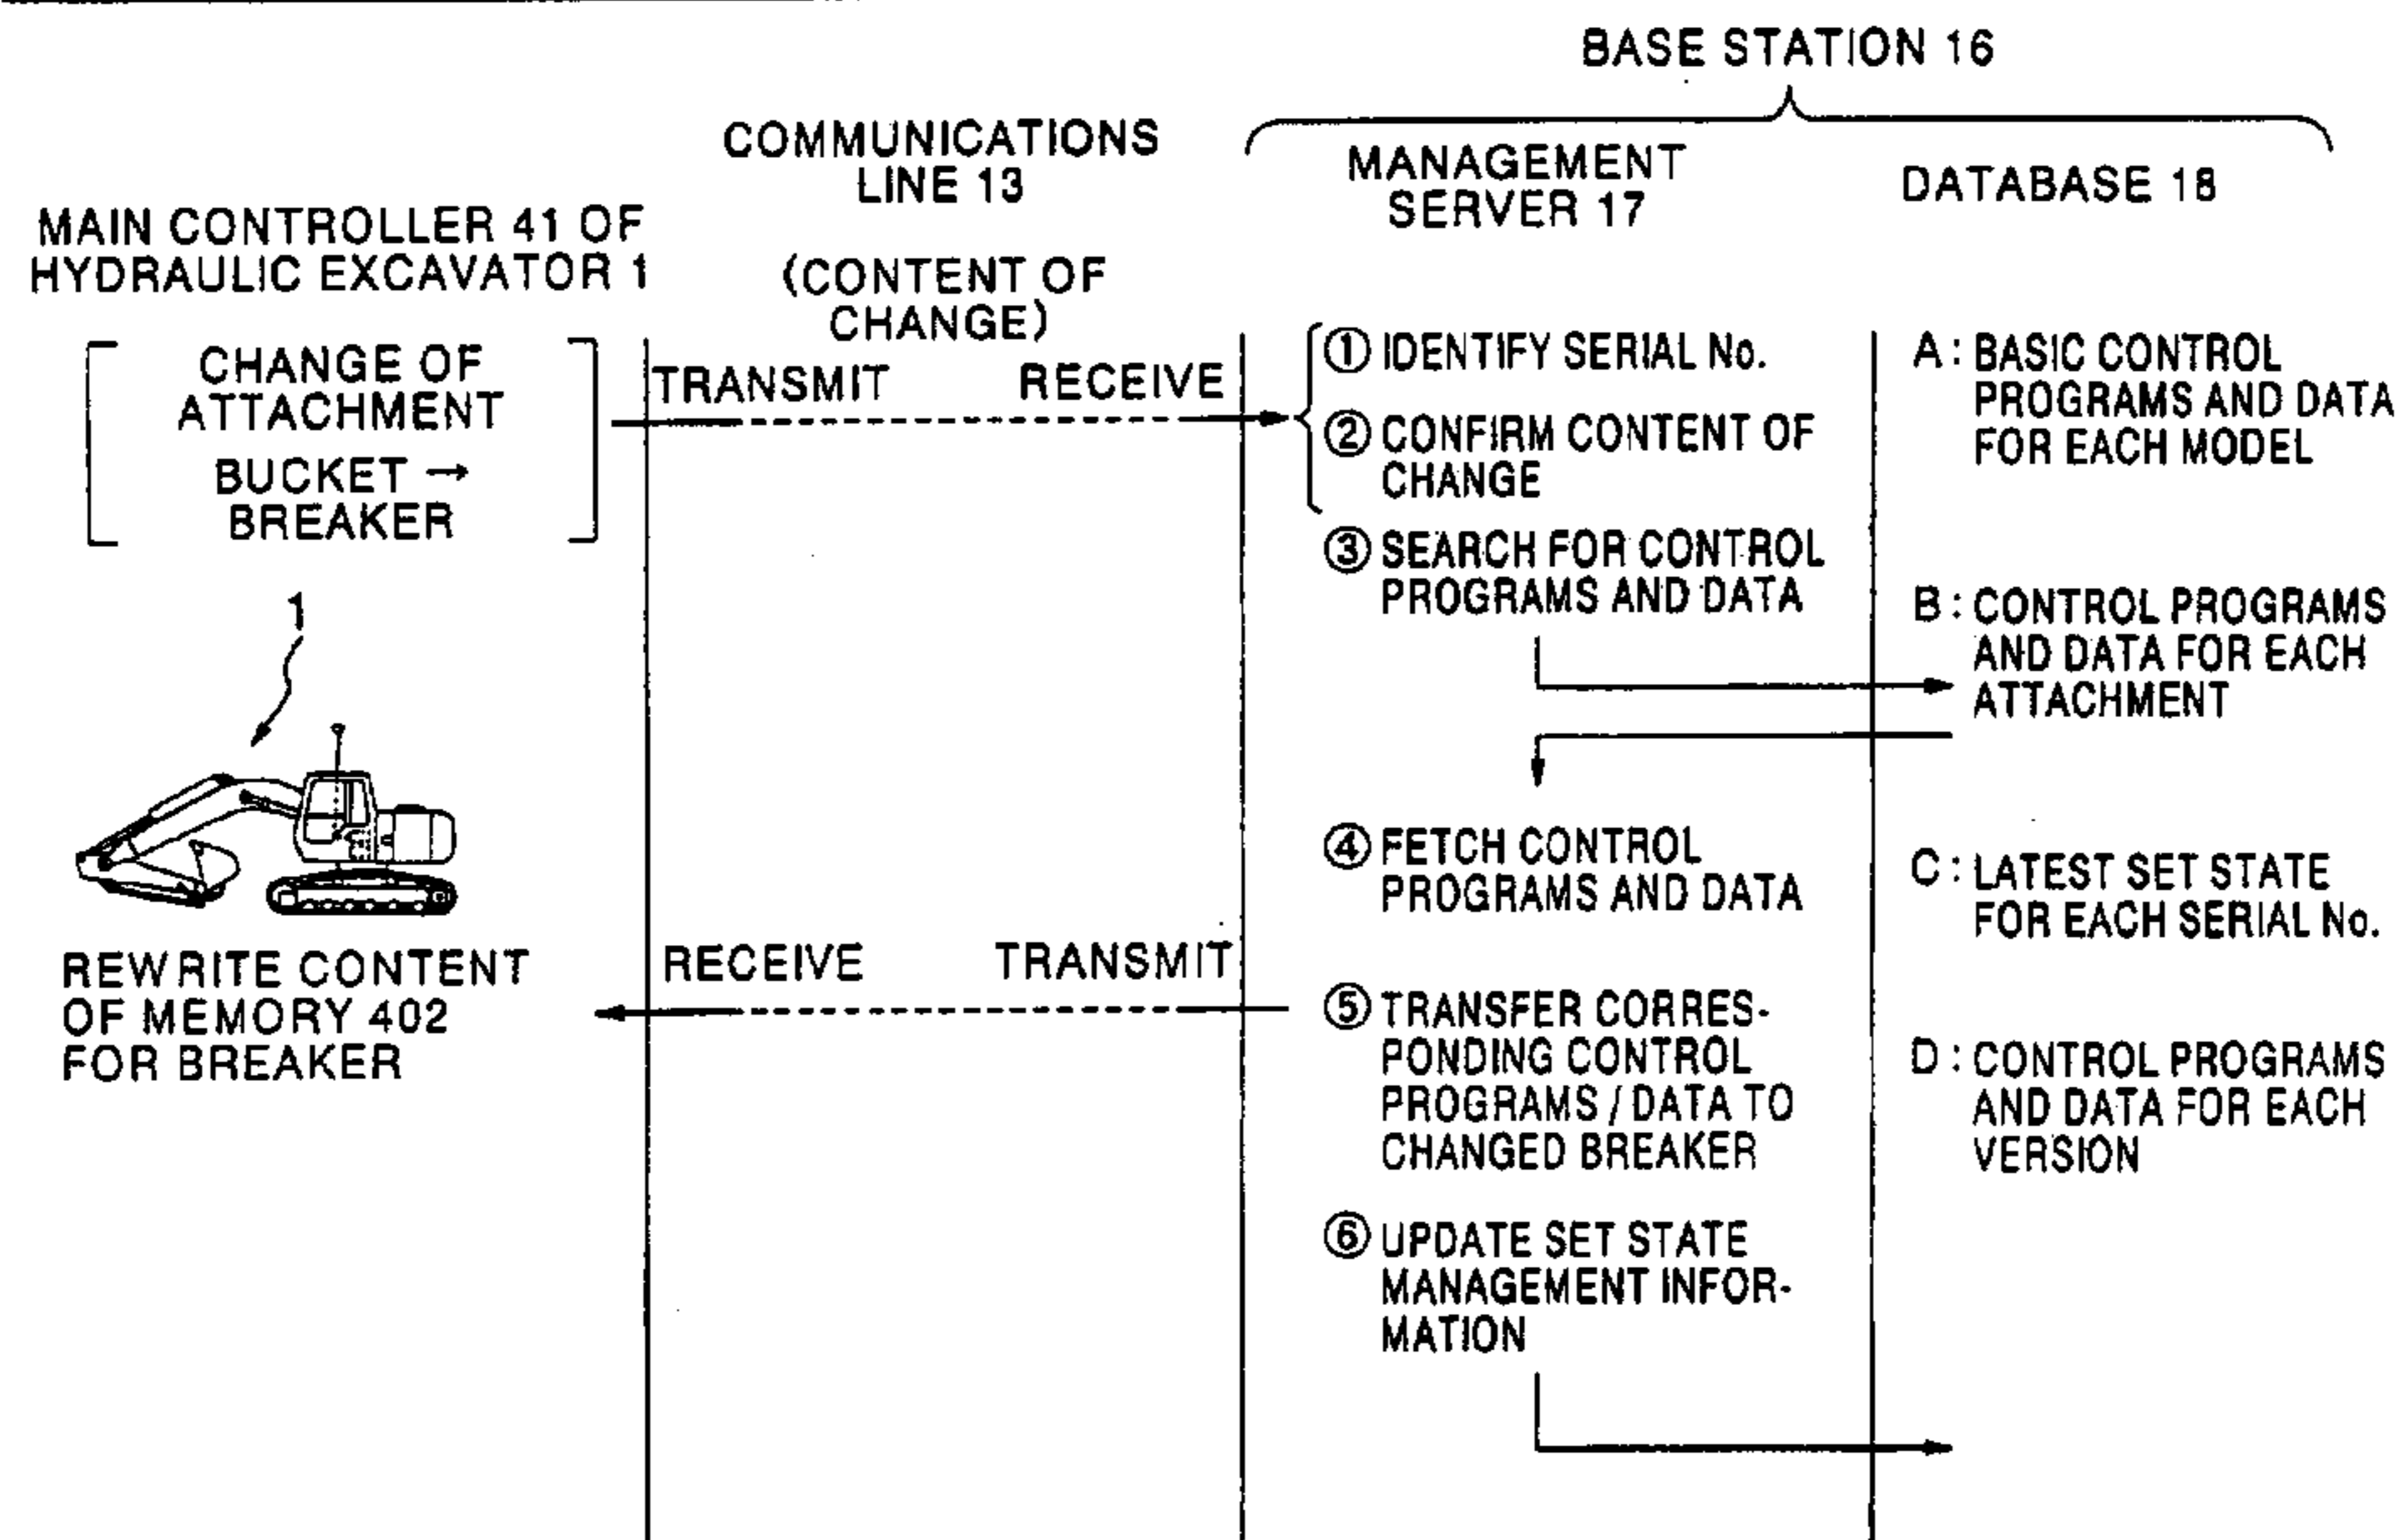 BASE STATION 16
COMMUNICATIONS
LINE 13
MANAGEMENT
SERVER 17
DATABASE 18
MAIN CONTROLLER 41 OF
HYDRAULIC EXCAVATOR 1
(CONTENT OF
CHANGE)
CHANGE OF
ATTACHMENT
BUCKET →
BREAKER
TRANSMIT RECEIVE
① IDENTIFY SERIAL No.
② CONFIRM CONTENT OF
CHANGE
③ SEARCH FOR CONTROL
PROGRAMS AND DATA
A: BASIC CONTROL
PROGRAMS AND DATA
FOR EACH MODEL
B: CONTROL PROGRAMS
AND DATA FOR EACH
ATTACHMENT
1
④ FETCH CONTROL
PROGRAMS AND DATA
C: LATEST SET STATE
FOR EACH SERIAL No.
RECEIVE TRANSMIT
REWRITE CONTENT
OF MEMORY 402
FOR BREAKER
⑤ TRANSFER CORRES-
PONDING CONTROL
PROGRAMS / DATA TO
CHANGED BREAKER
D: CONTROL PROGRAMS
AND DATA FOR EACH
VERSION
⑥ UPDATE SET STATE
MANAGEMENT INFOR-
MATION